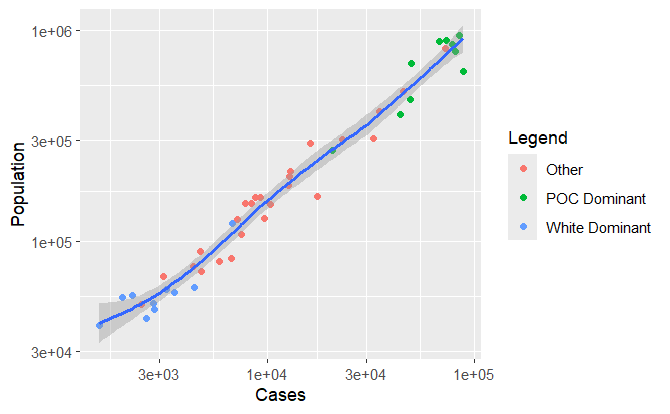 1e+06
3e+05
1e+05
3e+04
Population
3e+03 1e+04 3e+04 1e+05
Cases
Legend
Other
POC Dominant
White Dominant